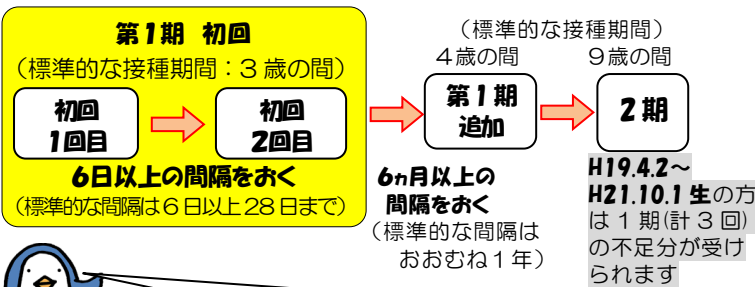 第1期 初回
(標準的な接種期間:3歳の間)
初回
1回目
初回
2回目
6日以上の間隔をおく
(標準的な間隔は6日以上28日まで)
(標準的な接種期間)
4歳の間
第1期
追加
6ヵ月以上の
間隔をおく
(標準的な間隔は
おおむね1年)
9歳の間
2期
H19.4.2~
H21.10.1生の方
は1期(計3回)
の不足分が受け
られます